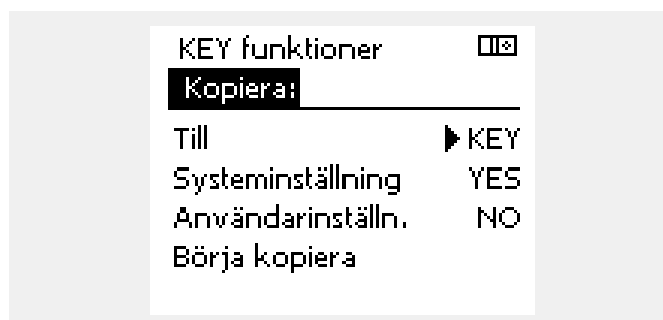 KEY funktioner
Kopiera:
Till KEY
Systeminställning YES
Användarinställn. NO
Börja kopiera